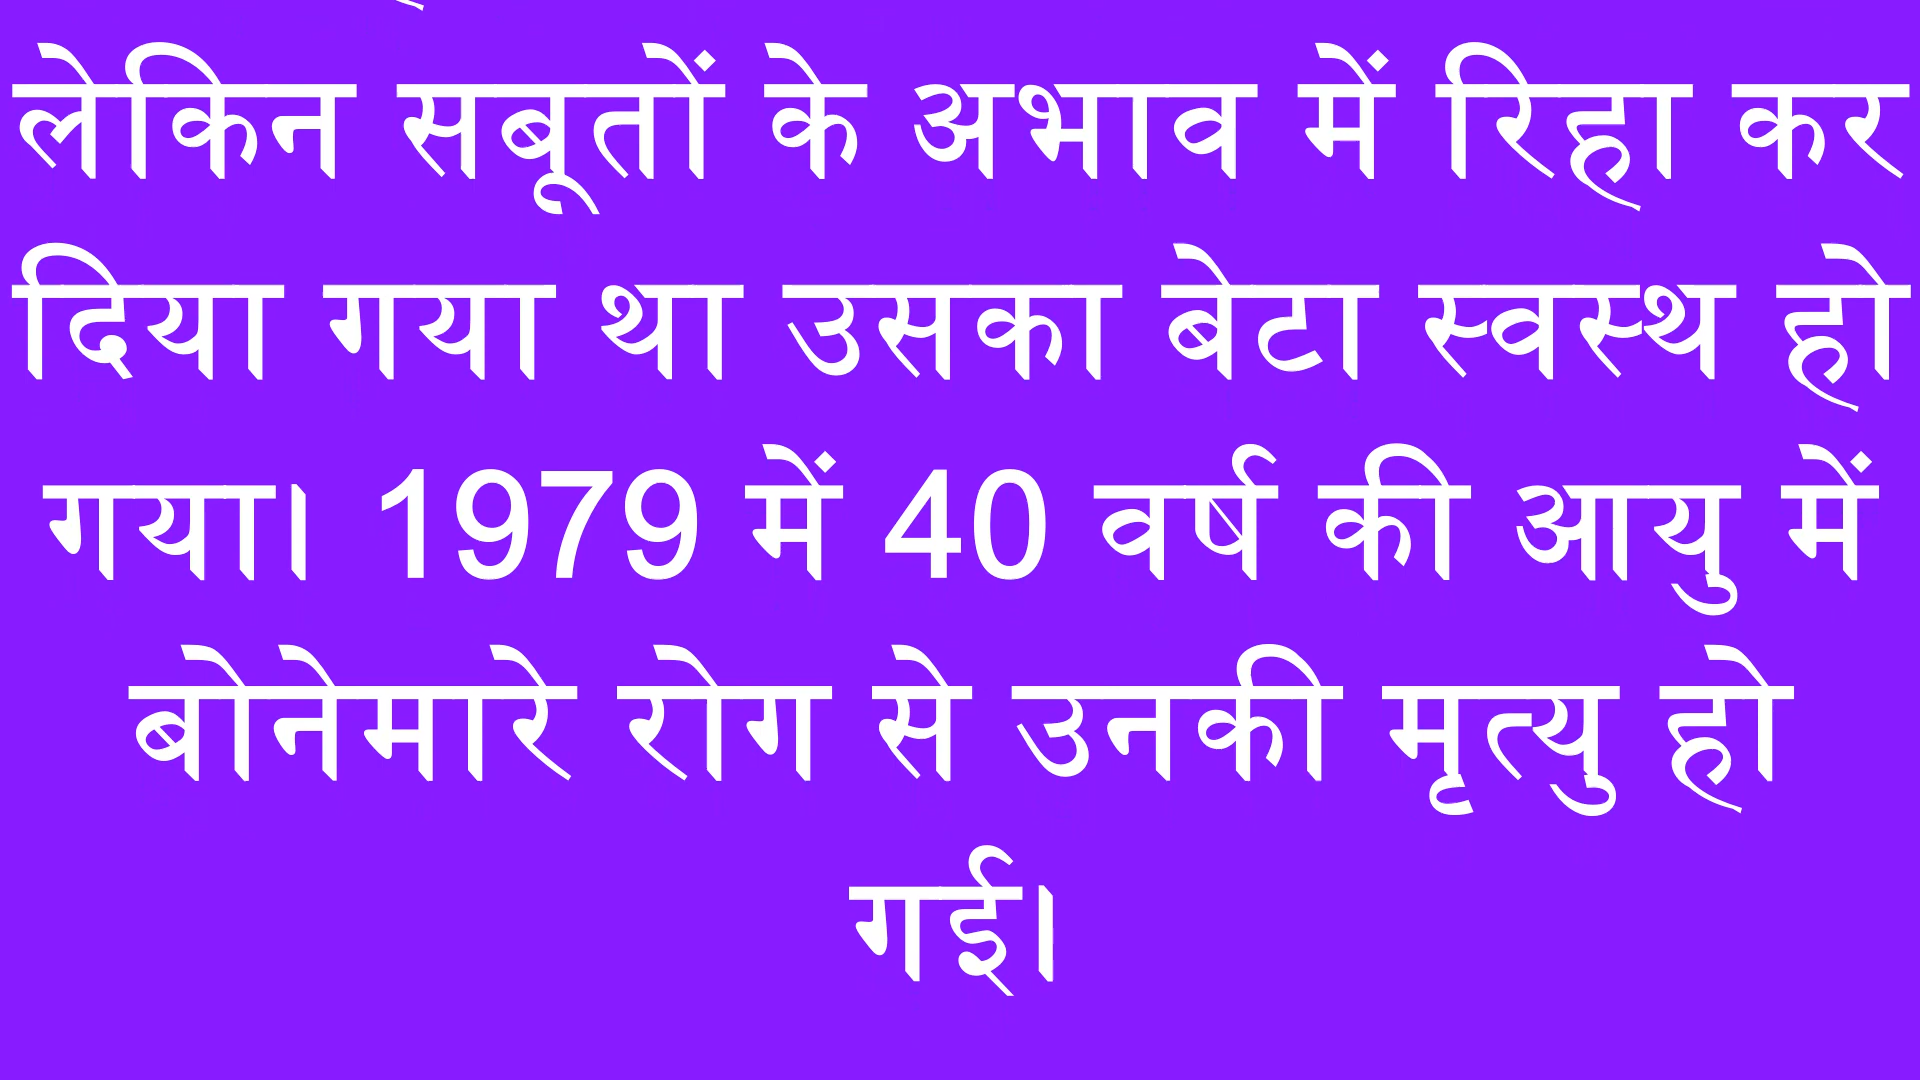 लेकिन सबूतों के अभाव में रिहा कर
दिया गया था उसका बेटा स्वस्थ हो
गया। 1979 में 40 वर्ष की आयु में
बोनेमारे रोग से उनकी मृत्यु हो
गई।